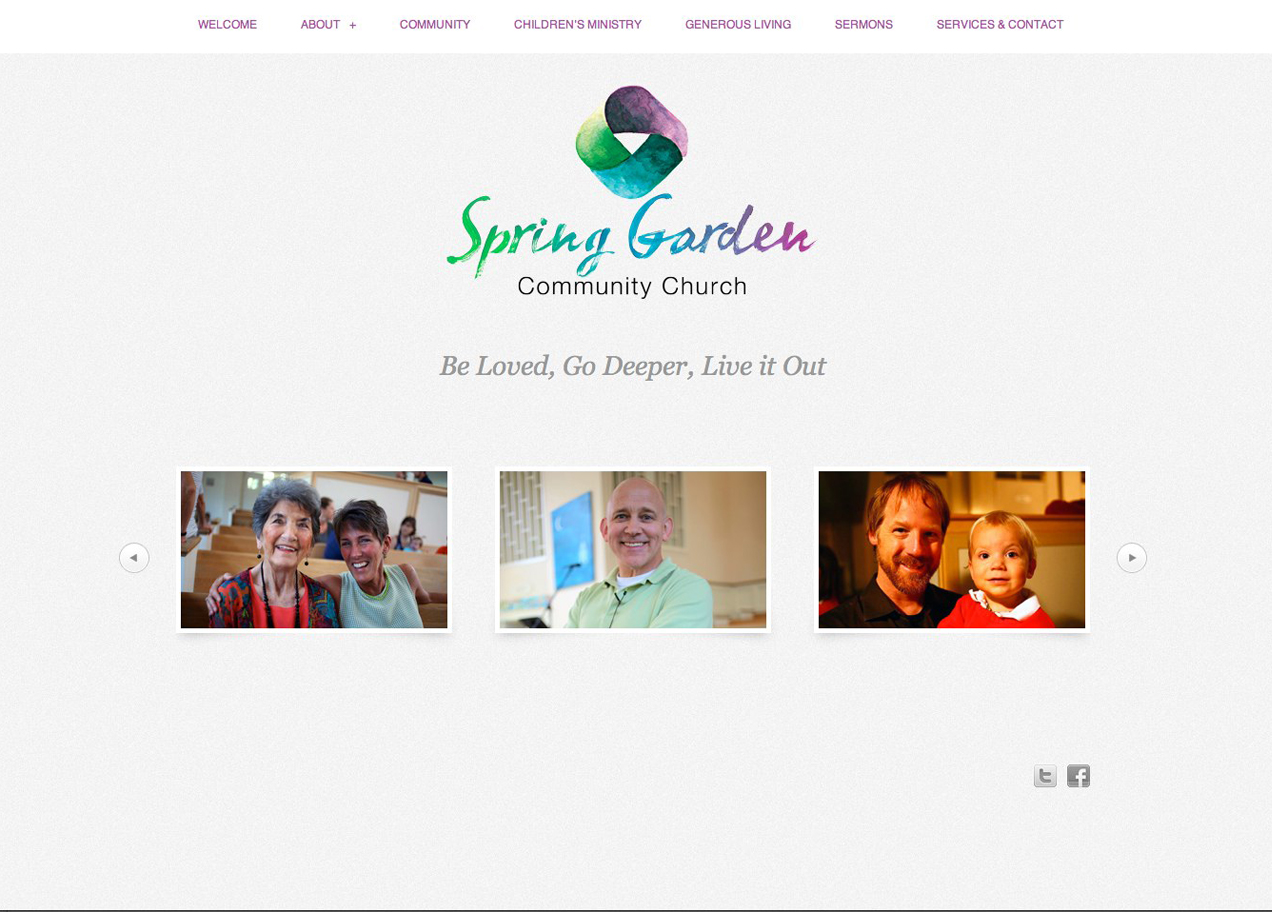 WELCOME ABOUT + COMMUNITY CHILDREN'S MINISTRY GENEROUS LIVING SERMONS SERVICES & CONTACT
Spring Garden
Community Church
Be Loved, Go Deeper, Live it Out